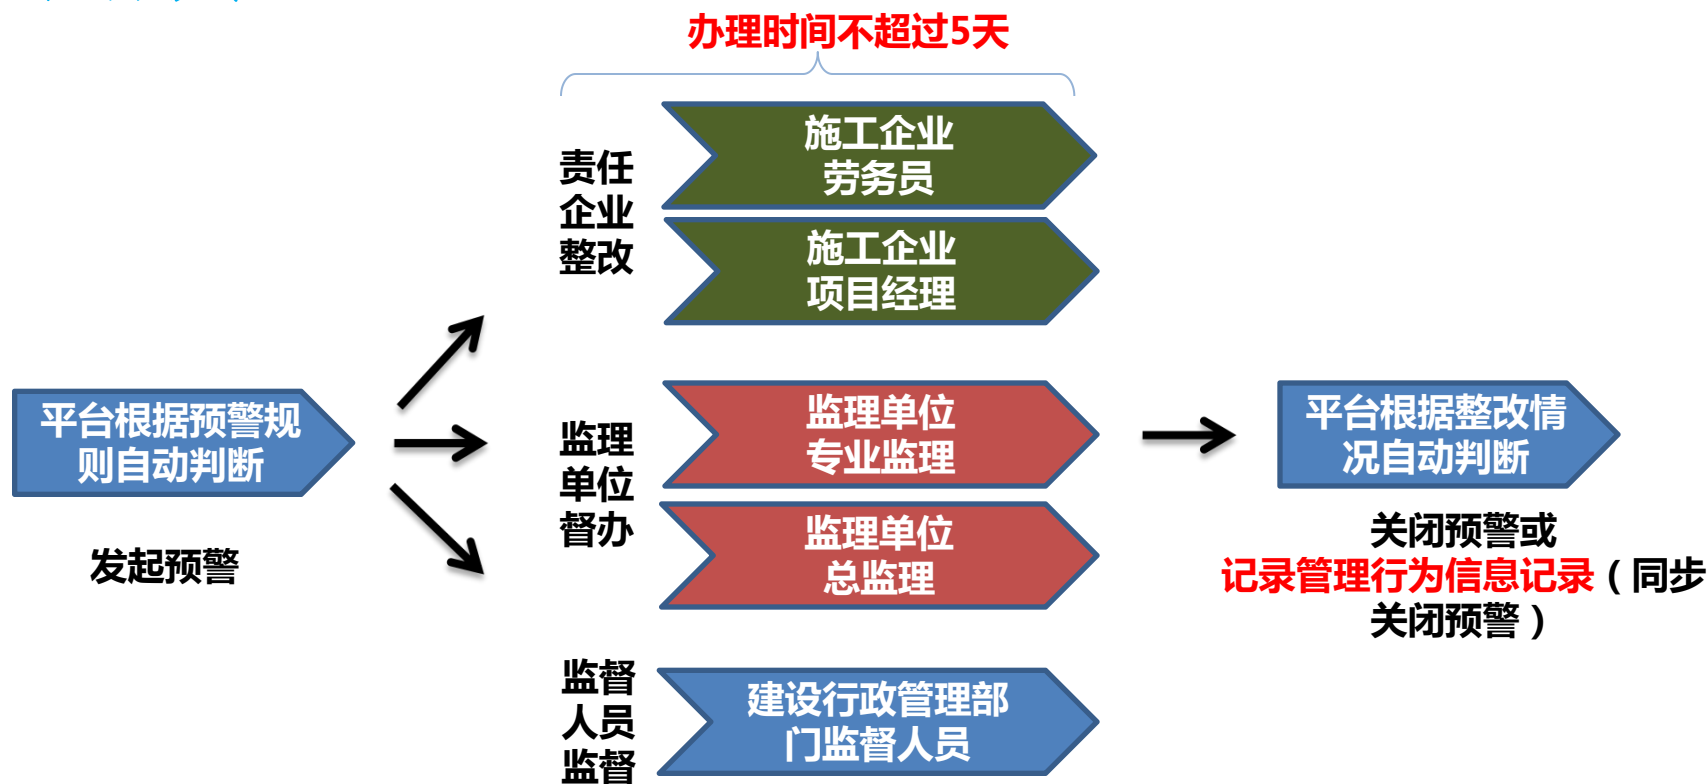 办理时间不超过5天
责任
企业
整改
施工企业
劳务员
施工企业
项目经理
平台根据预警规
则自动判断
发起预警
监理
单位
督办
监理单位
专业监理
监理单位
总监理
平台根据整改情
况自动判断
关闭预警或
记录管理行为信息记录（同步
关闭预警）
监督
人员
监督
建设行政管理部
门监督人员